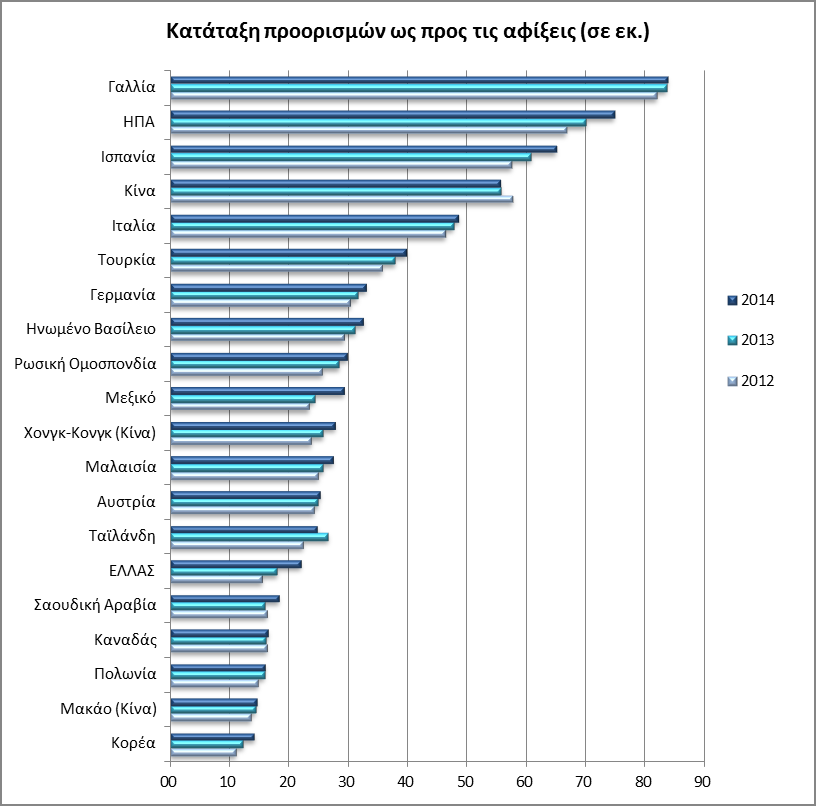 Κατάταξη προορισμών ως προς τις αφίξεις (σε εκ.)
Γαλλία
ΗΠΑ
Ισπανία
Κίνα
Ιταλία
Τουρκία
Γερμανία
Ηνωμένο Βασίλειο
Ρωσική Ομοσπονδία
Μεξικό
Χονγκ-Κονγκ (Κίνα)
Μαλαισία
Αυστρία
Ταϊλάνδη
ΕΛΛΑΣ
Σαουδική Αραβία
Καναδάς
Πολωνία
Μακάο (Κίνα)
Κορέα
00 10 20 30 40 50 60 70 80 90
2014
2013
2012